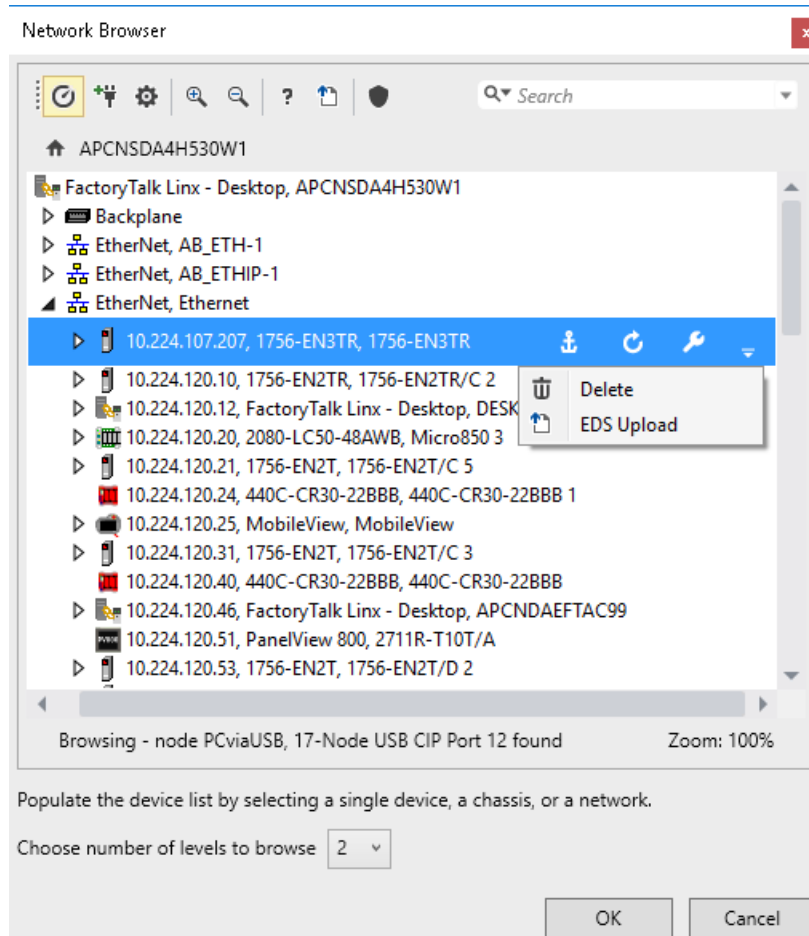 Network Browser
Search
APCNSDA4H530W1
FactoryTalk Linx - Desktop, APCNSDA4H530W1
Backplane
EtherNet, AB_ETH-1
EtherNet, AB_ETHIP-1
EtherNet, Ethernet
10.224.107.207, 1756-EN3TR, 1756-EN3TR
10.224.120.10, 1756-EN2TR, 1756-EN2TR/C 2
Delete
10.224.120.12, FactoryTalk Linx - Desktop, DESK
EDS Upload
10.224.120.20, 2080-LC50-48AWB, Micro850 3
10.224.120.21, 1756-EN2T, 1756-EN2T/C 5
10.224.120.24, 440C-CR30-22BBB, 440C-CR30-22BBB 1
10.224.120.25, MobileView, MobileView
10.224.120.31, 1756-EN2T, 1756-EN2T/C 3
10.224.120.40, 440C-CR30-22BBB, 440C-CR30-22BBB
10.224.120.46, FactoryTalk Linx - Desktop, APCNDAEFTAC99
10.224.120.51, PanelView 800, 2711R-T10T/A
10.224.120.53, 1756-EN2T, 1756-EN2T/D 2
Browsing - node PCviaUSB, 17-Node USB CIP Port 12 found Zoom: 100%
Populate the device list by selecting a single device, a chassis, or a network.
Choose number of levels to browse 2
OK Cancel